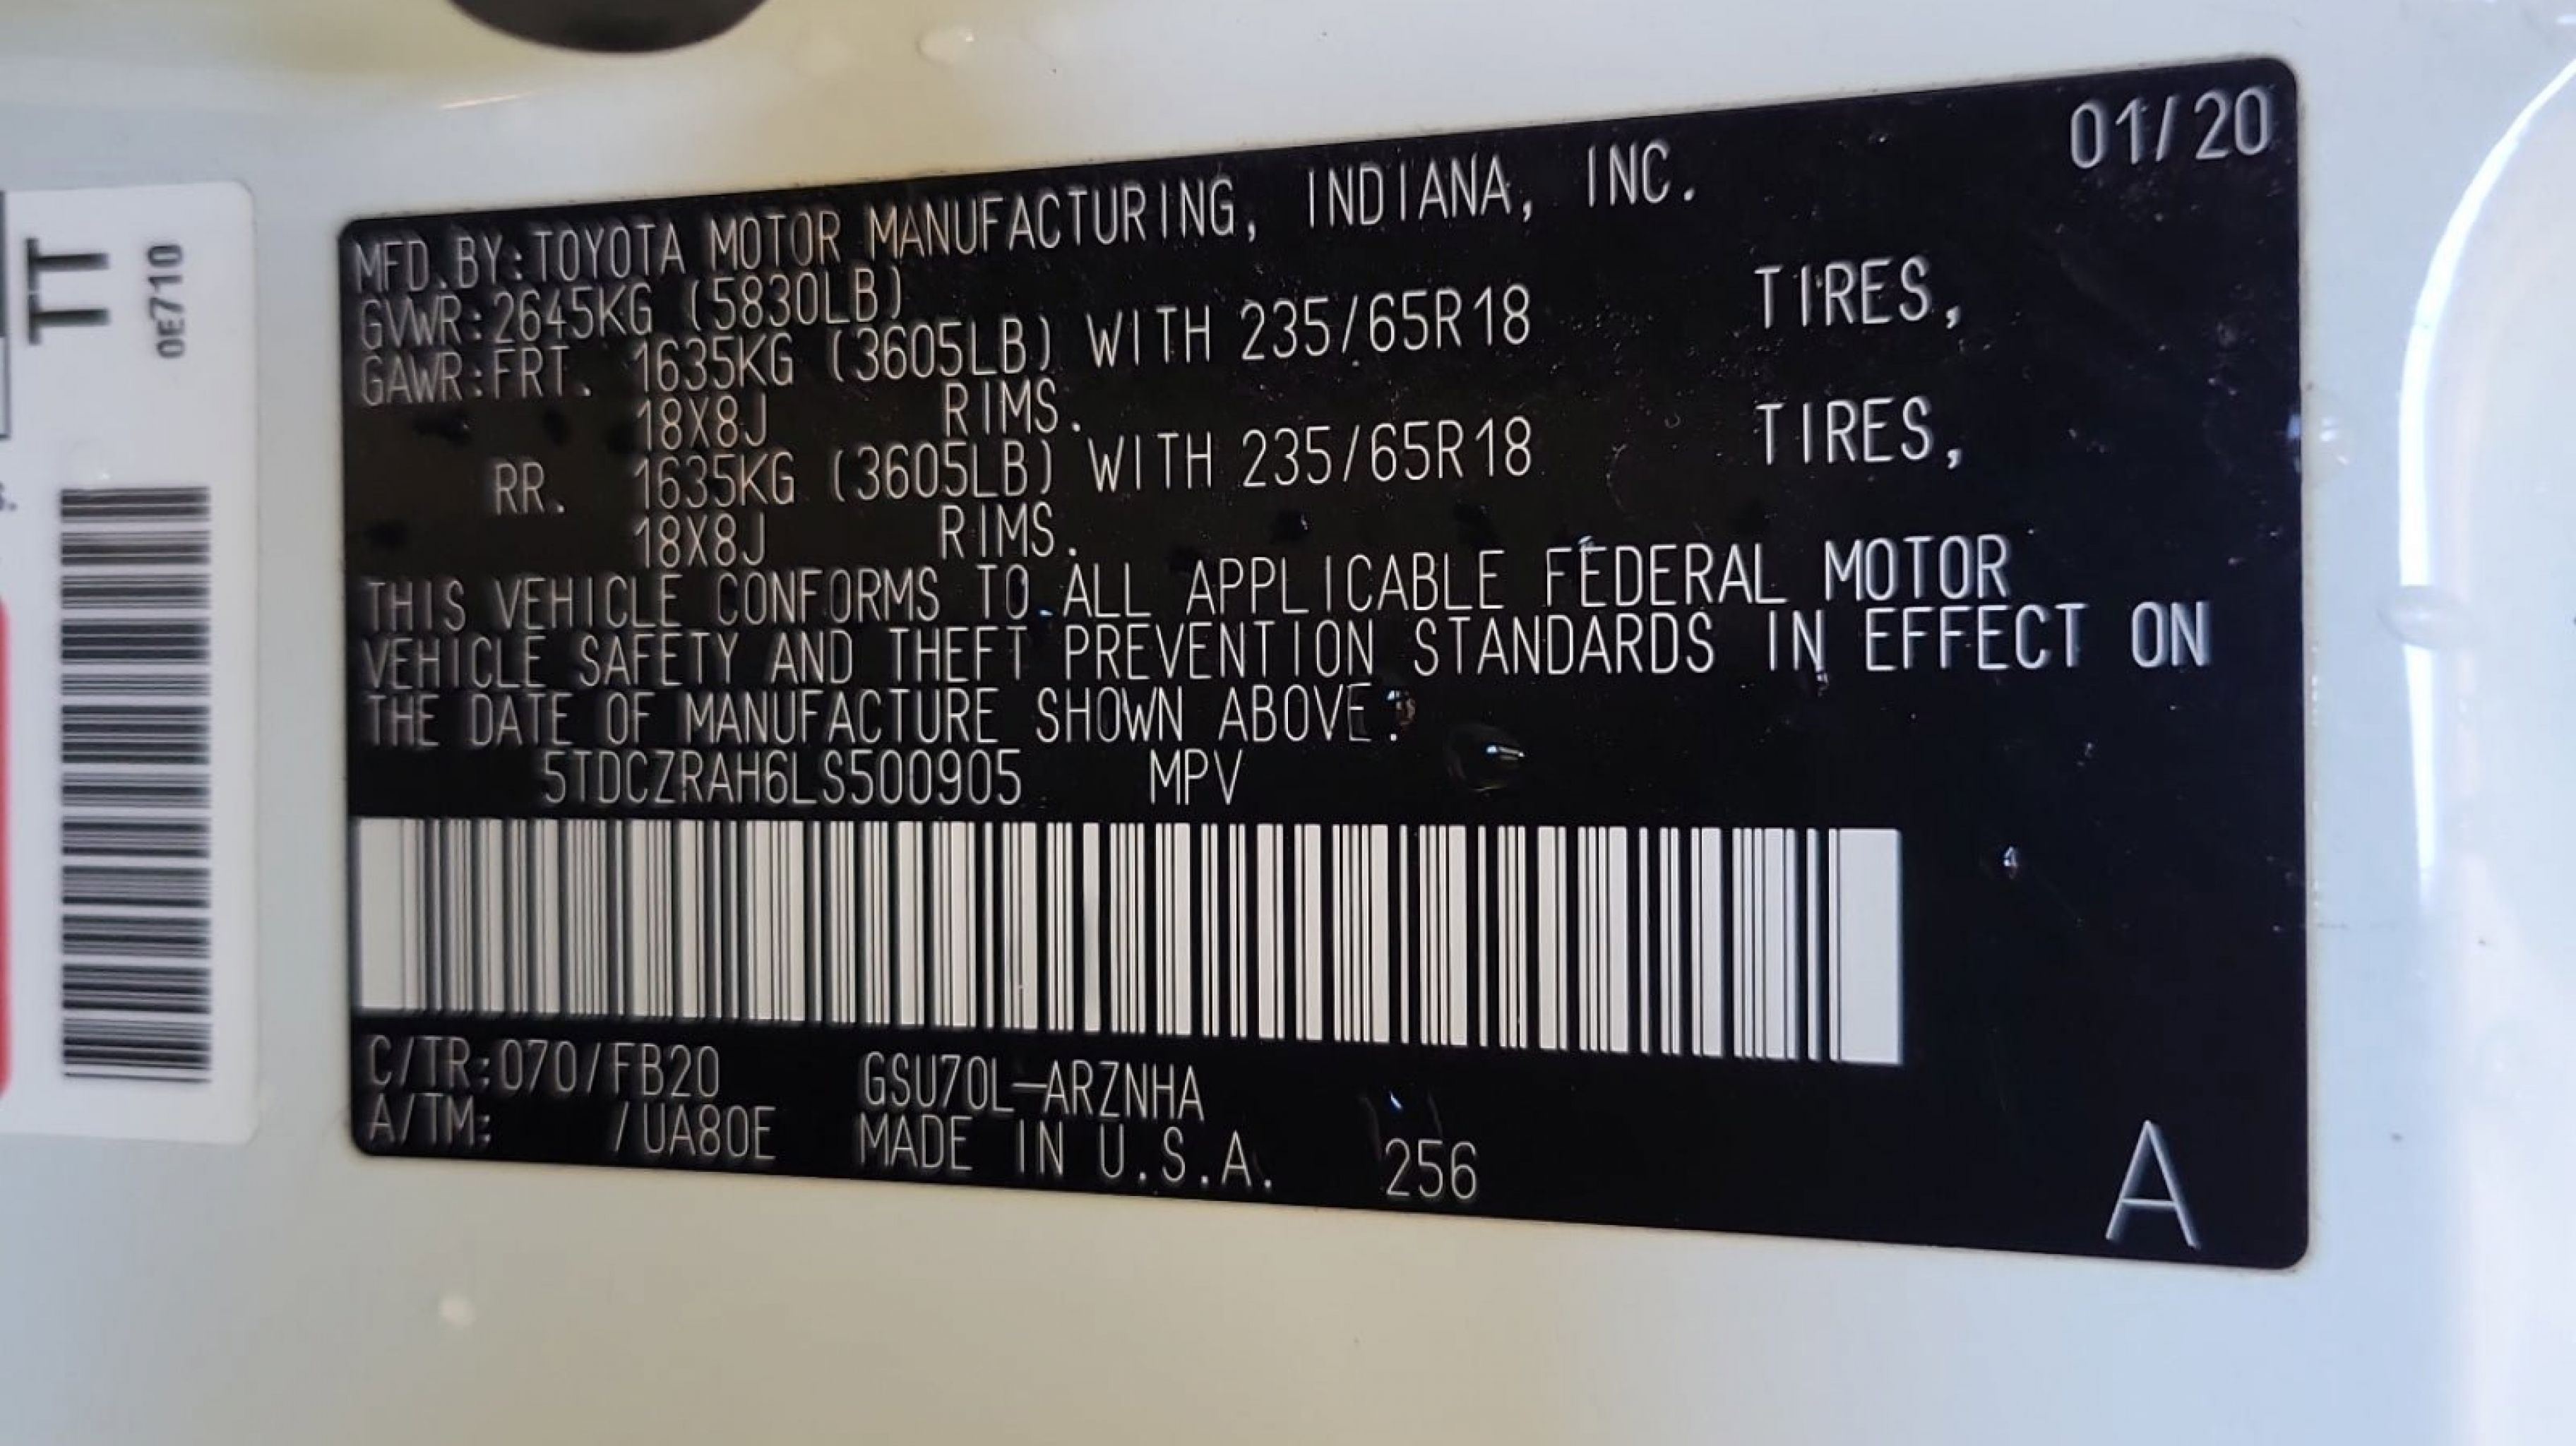 01/20
MFD.BY:TOYOTA MOTOR MANUFACTURING, INDIANA, INC.
GVWR:2645KG (5830LB)
GAWR:FRT. 1635KG (3605LB) WITH 235/65R18 TIRES,
18X8J RIMS.
RR. 1635KG (3605LB) WITH 235/65R18 TIRES,
18X8J RIMS.
THIS VEHICLE CONFORMS TO ALL APPLICABLE FEDERAL MOTOR
VEHICLE SAFETY AND THEFT PREVENTION STANDARDS IN EFFECT ON
THE DATE OF MANUFACTURE SHOWN ABOVE.
5TDCZRAH6LS500905 MPV
C/TR:070/FB20 GSU70L-ARZNHA
A/TM: /UA80E MADE IN U.S.A. 256
A
TT
0E710